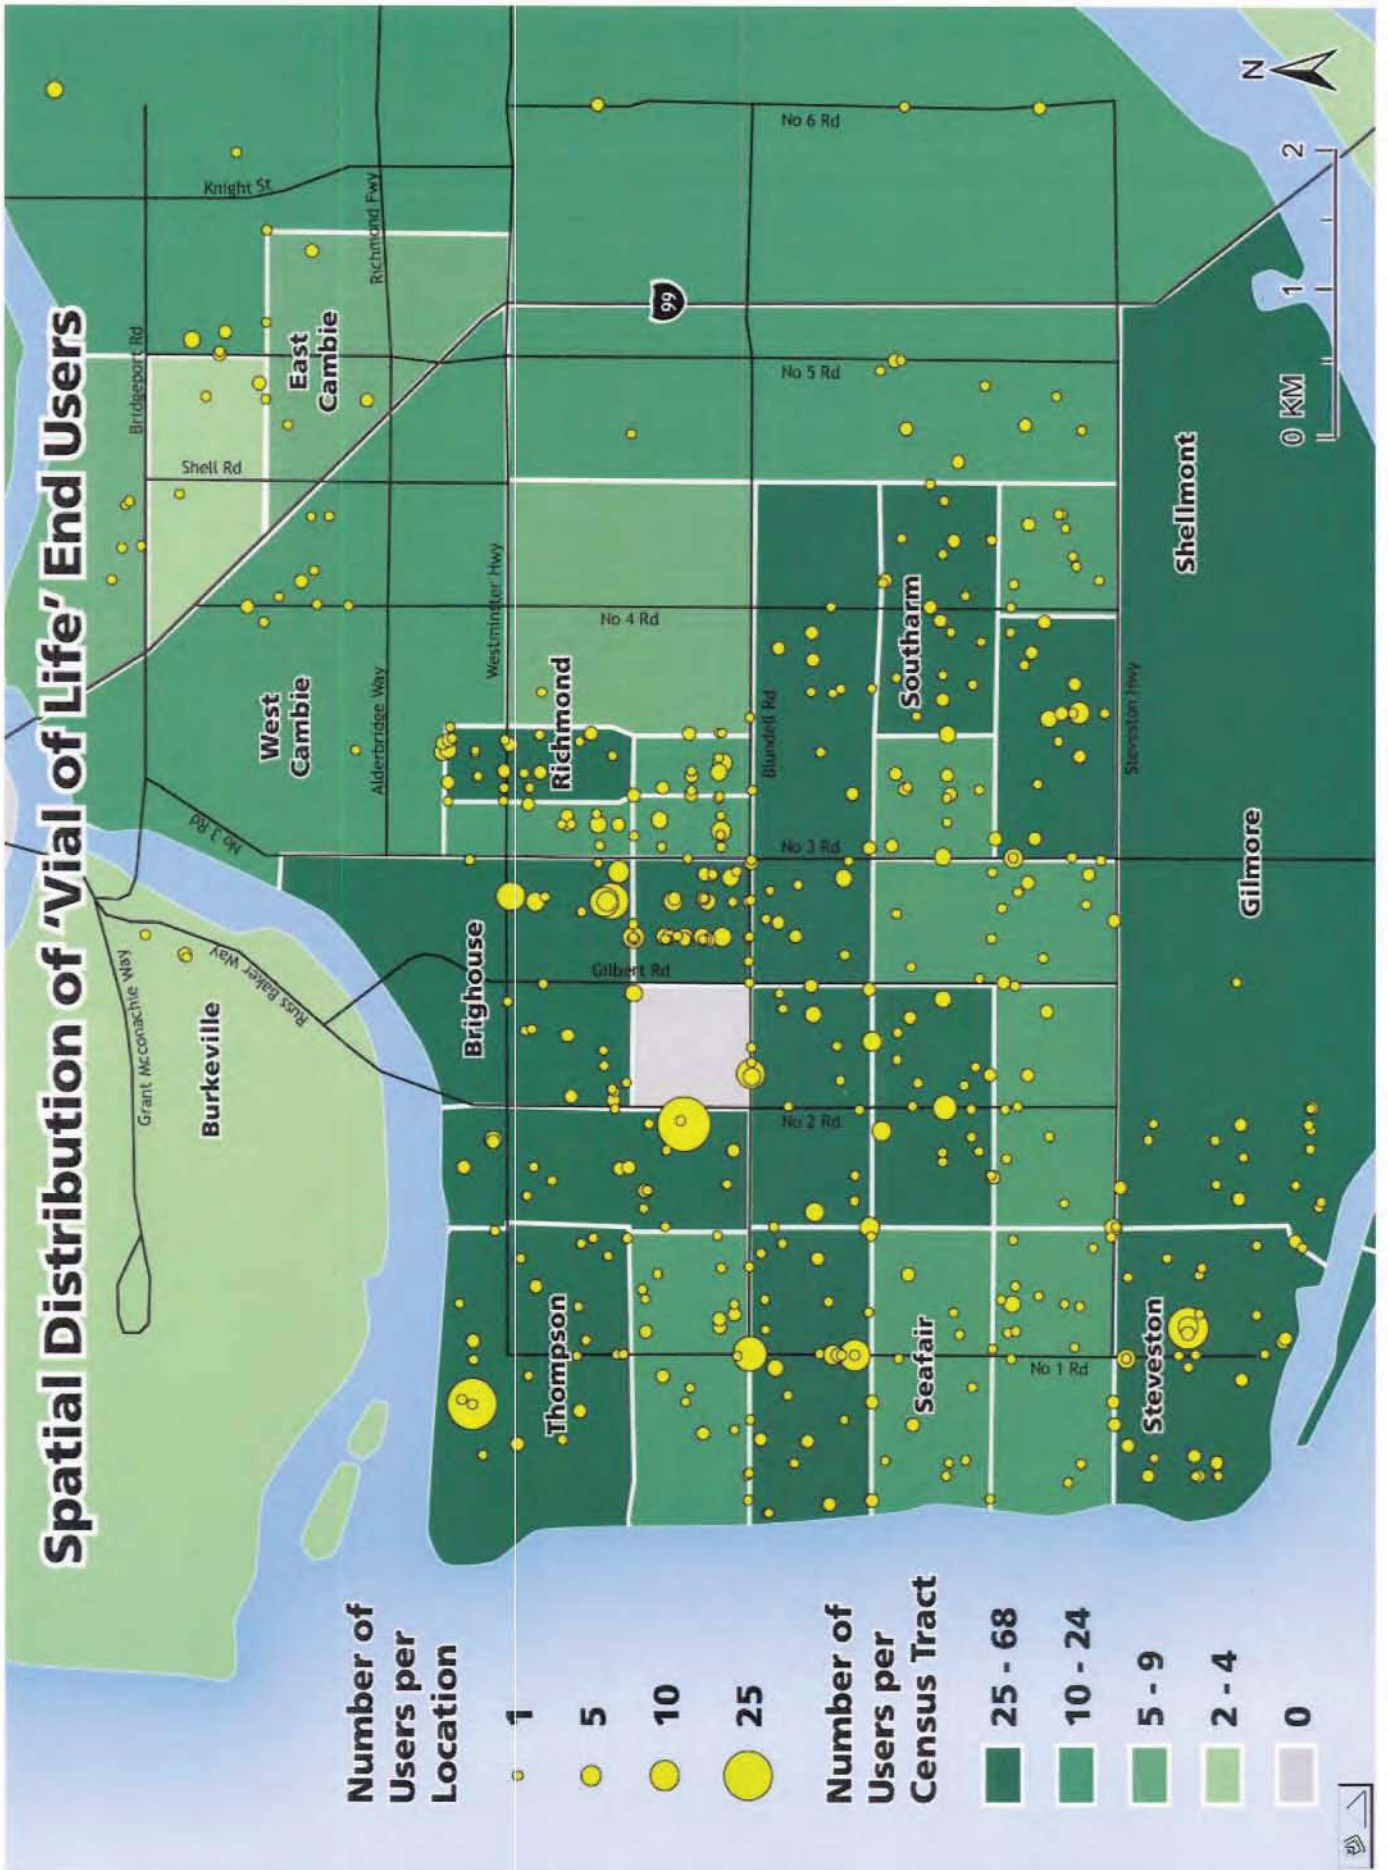 Spatial Distribution of 'Vial of Life' End Users
Number of
Users per
Location
1
5
10
25
Number of
Users per
Census Tract
25 - 68
10 - 24
5 - 9
2 - 4
0
Grant Mcconachie Way
Burkeville
Russ Baker Way
No 3 Rd
Bridgeport Rd
Shell Rd
Knight St
West
Cambie
East
Cambie
Alderbridge Way
Richmond Fwy
Brighouse
Westminster Hwy
Thompson
Richmond
Gilbert Rd
No 4 Rd
99
Blundell Rd
No 2 Rd
No 3 Rd
No 5 Rd
No 6 Rd
Seafair
Southarm
No 1 Rd
Steveston
Steveston Hwy
Shellmont
Gilmore
N
0 KM
1
2